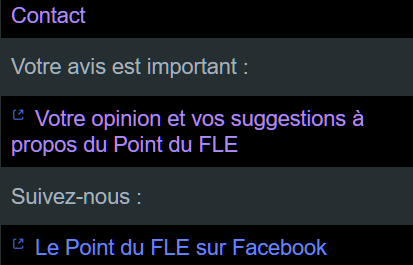 Contact
Votre avis est important :
Votre opinion et vos suggestions à
propos du Point du FLE
Suivez-nous :
Le Point du FLE sur Facebook